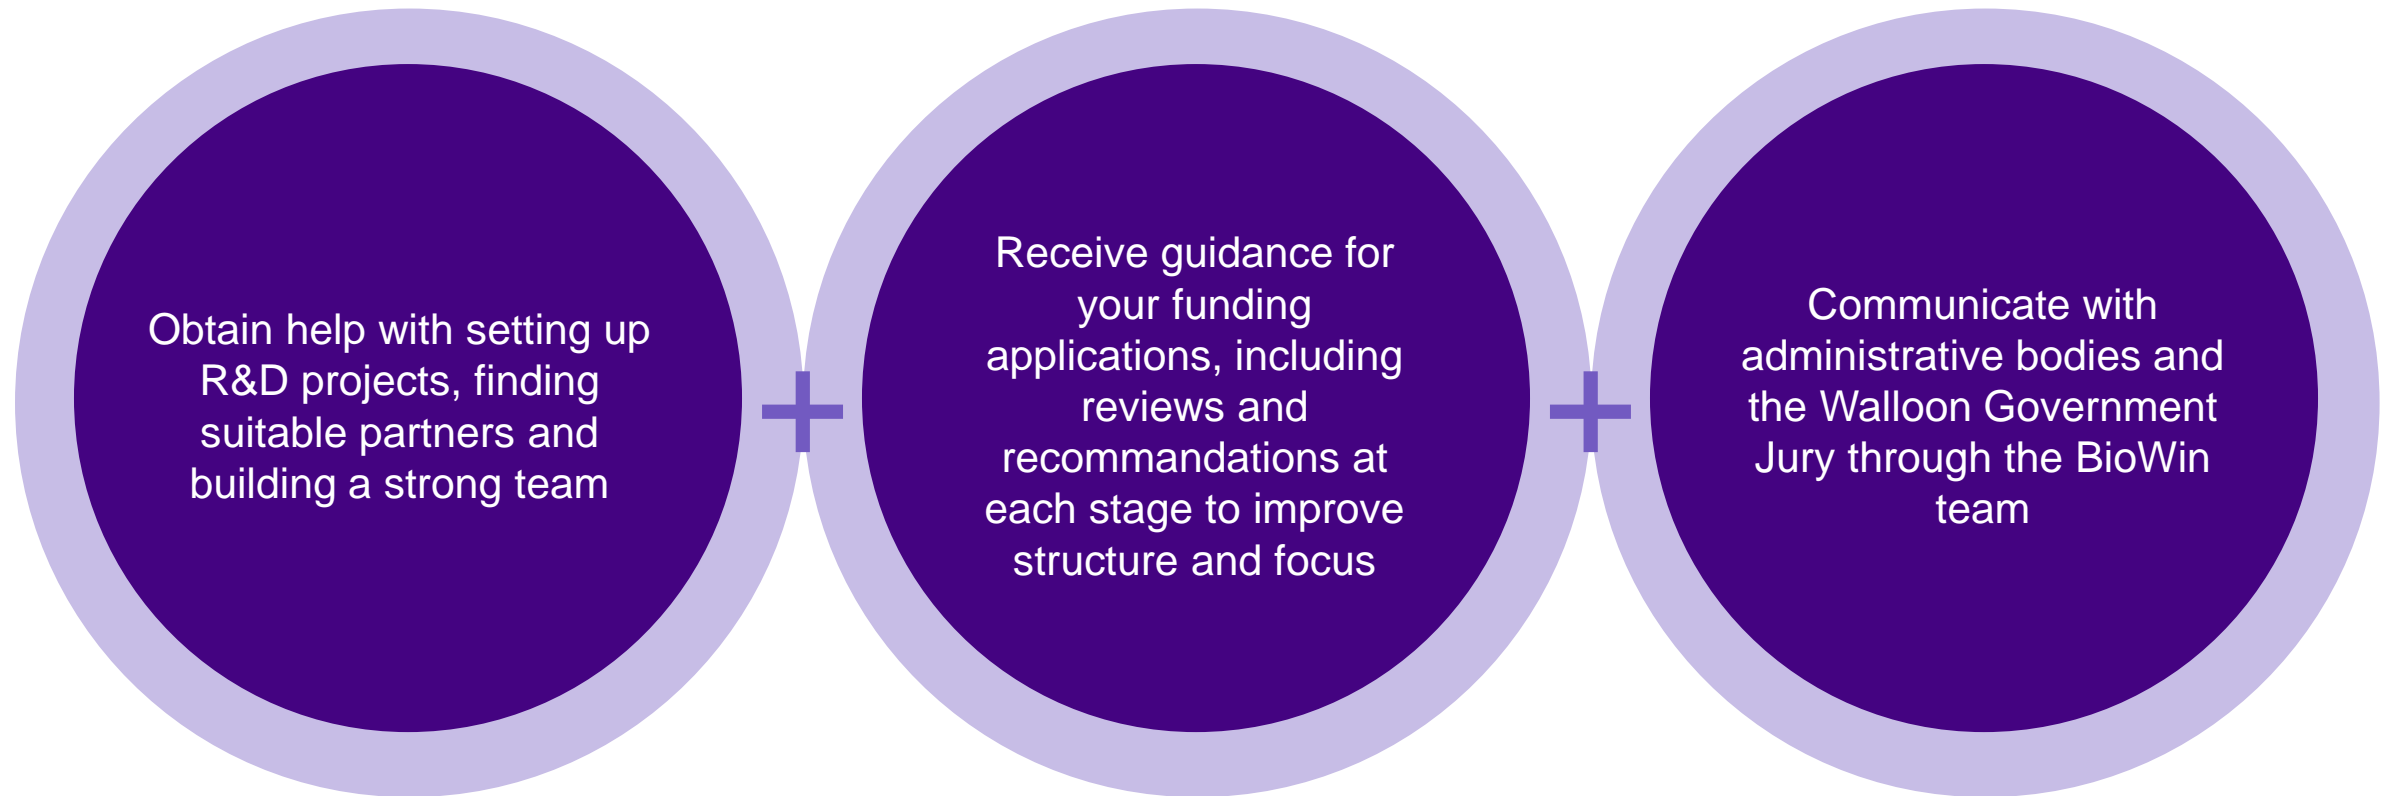 Obtain help with setting up
R&D projects, finding
suitable partners and
building a strong team
+
Receive guidance for
your funding
applications, including
reviews and
recommandations at
each stage to improve
structure and focus
+
Communicate with
administrative bodies and
the Walloon Government
Jury through the BioWin
team